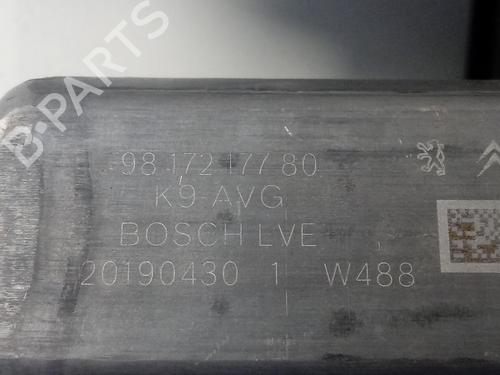 B-PARTS
98 172 177 80
K9 AVG
BOSCH LVE
20190430 1 W488